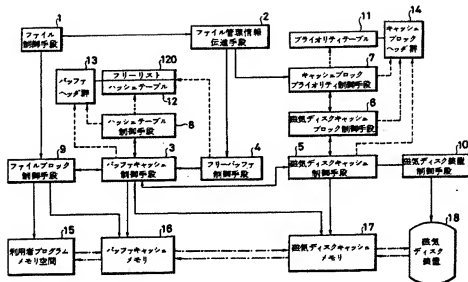 1
ファイル
制御手段
2
ファイル管理情報
伝達手段
11
プライオリティテーブル
14
キャッシュ
ブロック
ヘッダ群
13
バッファ
ヘッダ群
120
フリーリスト
ハッシュテーブル
12
7
キャッシュブロック
プライオリティ制御手段
8
ハッシュテーブル
制御手段
6
磁気ディスクキャッシュ
ブロック制御手段
9
ファイルブロック
制御手段
3
バッファキャッシュ
制御手段
4
フリーバッファ
制御手段
5
磁気ディスクキャッシュ
制御手段
10
磁気ディスク装置
制御手段
15
利用者プログラム
メモリ空間
16
バッファキャッシュ
メモリ
17
磁気ディスクキャッシュ
メモリ
18
磁気
ディスク
装置